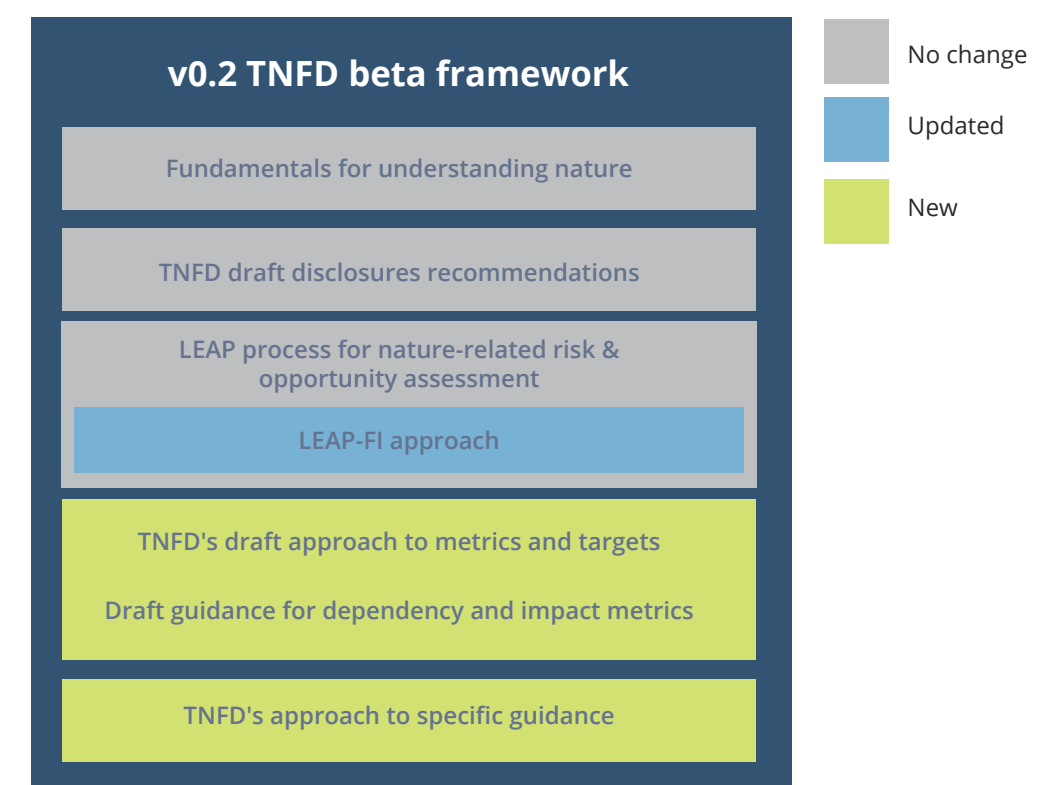 v0.2 TNFD beta framework
Fundamentals for understanding nature
TNFD draft disclosures recommendations
LEAP process for nature-related risk &
opportunity assessment
LEAP-FI approach
TNFD's draft approach to metrics and targets
Draft guidance for dependency and impact metrics
TNFD's approach to specific guidance
No change
Updated
New